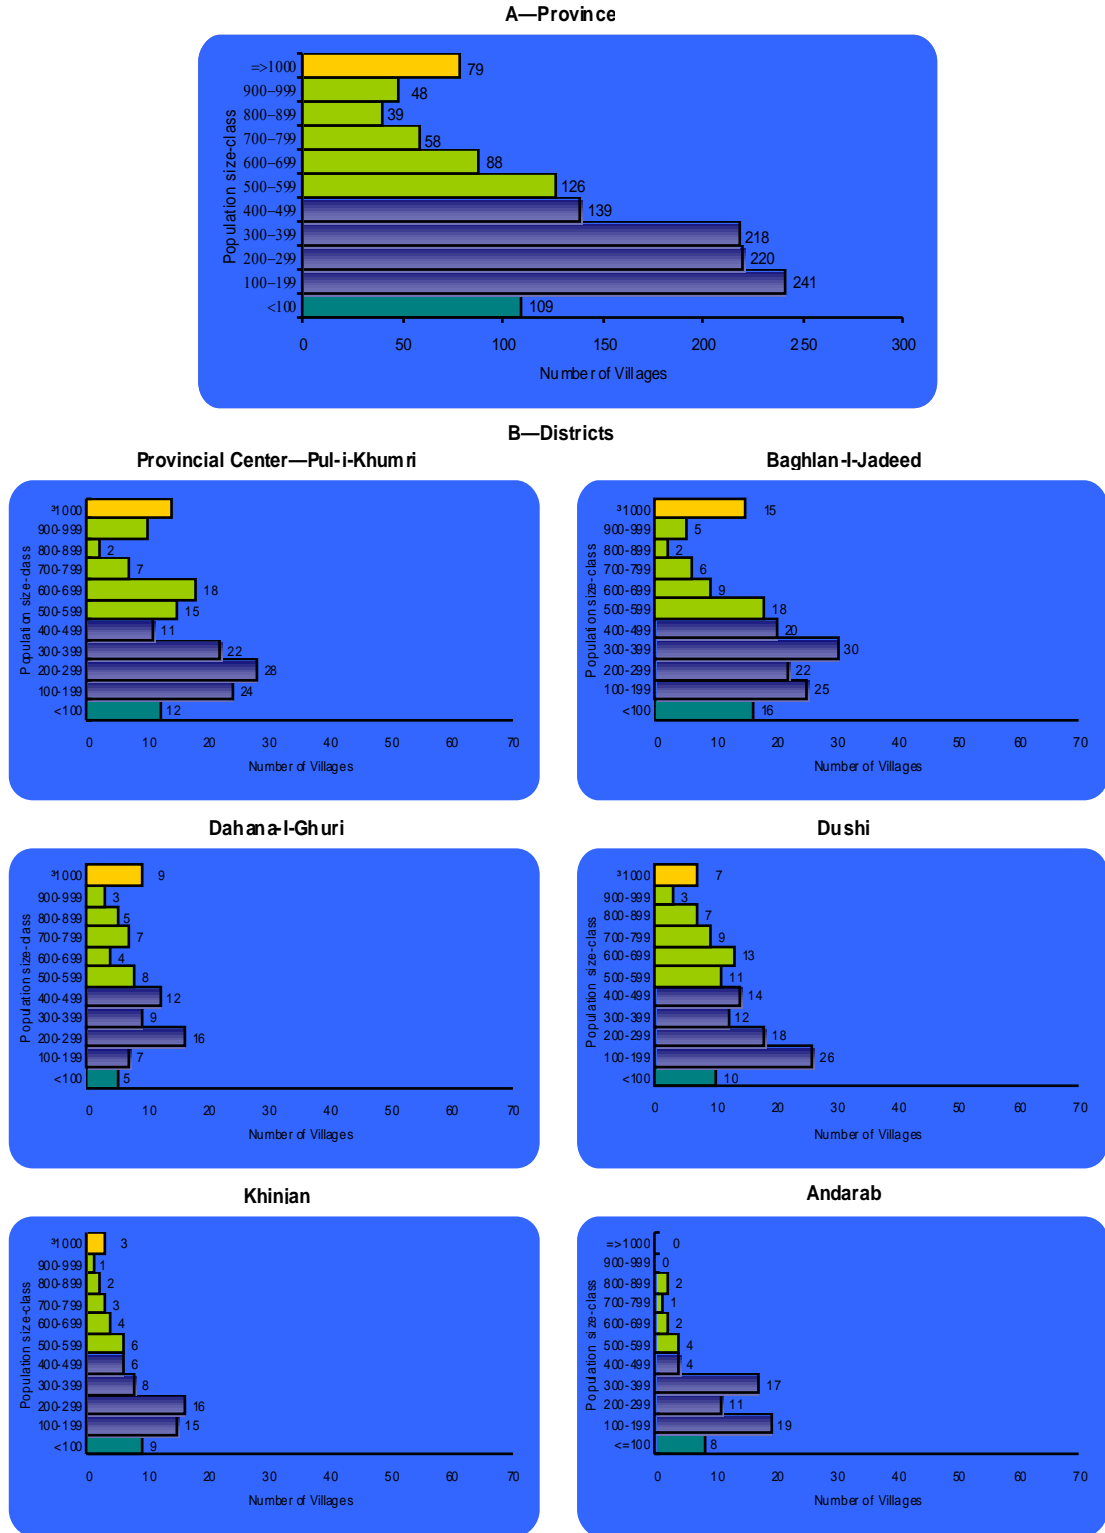 A—Province
Population size-class
=>1000 79
900–999 48
800–899 39
700–799 58
600–699 88
500–599 126
400–499 139
300–399 218
200–299 220
100–199 241
<100 109
0 50 100 150 200 250 300
Number of Villages
B—Districts
Provincial Center—Pul-i-Khumri
Population size-class
³1000
900-999
800-899 2
700-799 7
600-699 18
500-599 15
400-499 11
300-399 22
200-299 28
100-199 24
<100 12
0 10 20 30 40 50 60 70
Number of Villages
Baghlan-I-Jadeed
Population size-class
³1000 15
900-999 5
800-899 2
700-799 6
600-699 9
500-599 18
400-499 20
300-399 30
200-299 22
100-199 25
<100 16
0 10 20 30 40 50 60 70
Number of Villages
Dahana-I-Ghuri
Population size-class
³1000 9
900-999 3
800-899 5
700-799 7
600-699 4
500-599 8
400-499 12
300-399 9
200-299 16
100-199 7
<100 5
0 10 20 30 40 50 60 70
Number of Villages
Dushi
Population size-class
³1000 7
900-999 3
800-899 7
700-799 9
600-699 13
500-599 11
400-499 14
300-399 12
200-299 18
100-199 26
<100 10
0 10 20 30 40 50 60 70
Number of Villages
Khinjan
Population size-class
³1000 3
900-999 1
800-899 2
700-799 3
600-699 4
500-599 6
400-499 6
300-399 8
200-299 16
100-199 15
<100 9
0 10 20 30 40 50 60 70
Number of Villages
Andarab
Population size-class
=>1000 0
900-999 0
800-899 2
700-799 1
600-699 2
500-599 4
400-499 4
300-399 17
200-299 11
100-199 19
<=100 8
0 10 20 30 40 50 60 70
Number of Villages